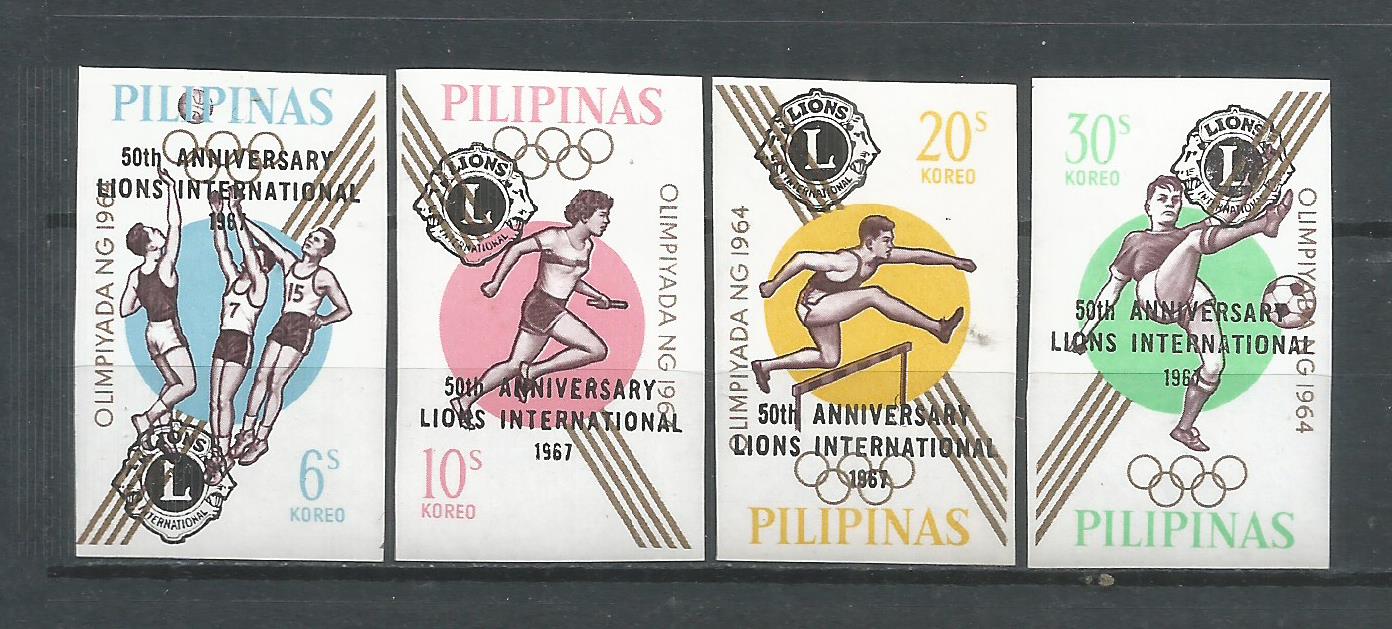 PILIPINAS
50th ANNIVERSARY
LIONS INTERNATIONAL
1967
OLIMPIYADA NG 1964
7
15
LIONS
L
INTERNATIONAL
6s
KOREO
PILIPINAS
LIONS
L
INTERNATIONAL
OLIMPIYADA NG 1964
50th ANNIVERSARY
LIONS INTERNATIONAL
1967
10s
KOREO
LIONS
L
INTERNATIONAL
20s
KOREO
OLIMPIYADA NG 1964
50th ANNIVERSARY
LIONS INTERNATIONAL
1967
PILIPINAS
30s
KOREO
LIONS
L
INTERNATIONAL
OLIMPIYADA NG 1964
50th ANNIVERSARY
LIONS INTERNATIONAL
1967
PILIPINAS